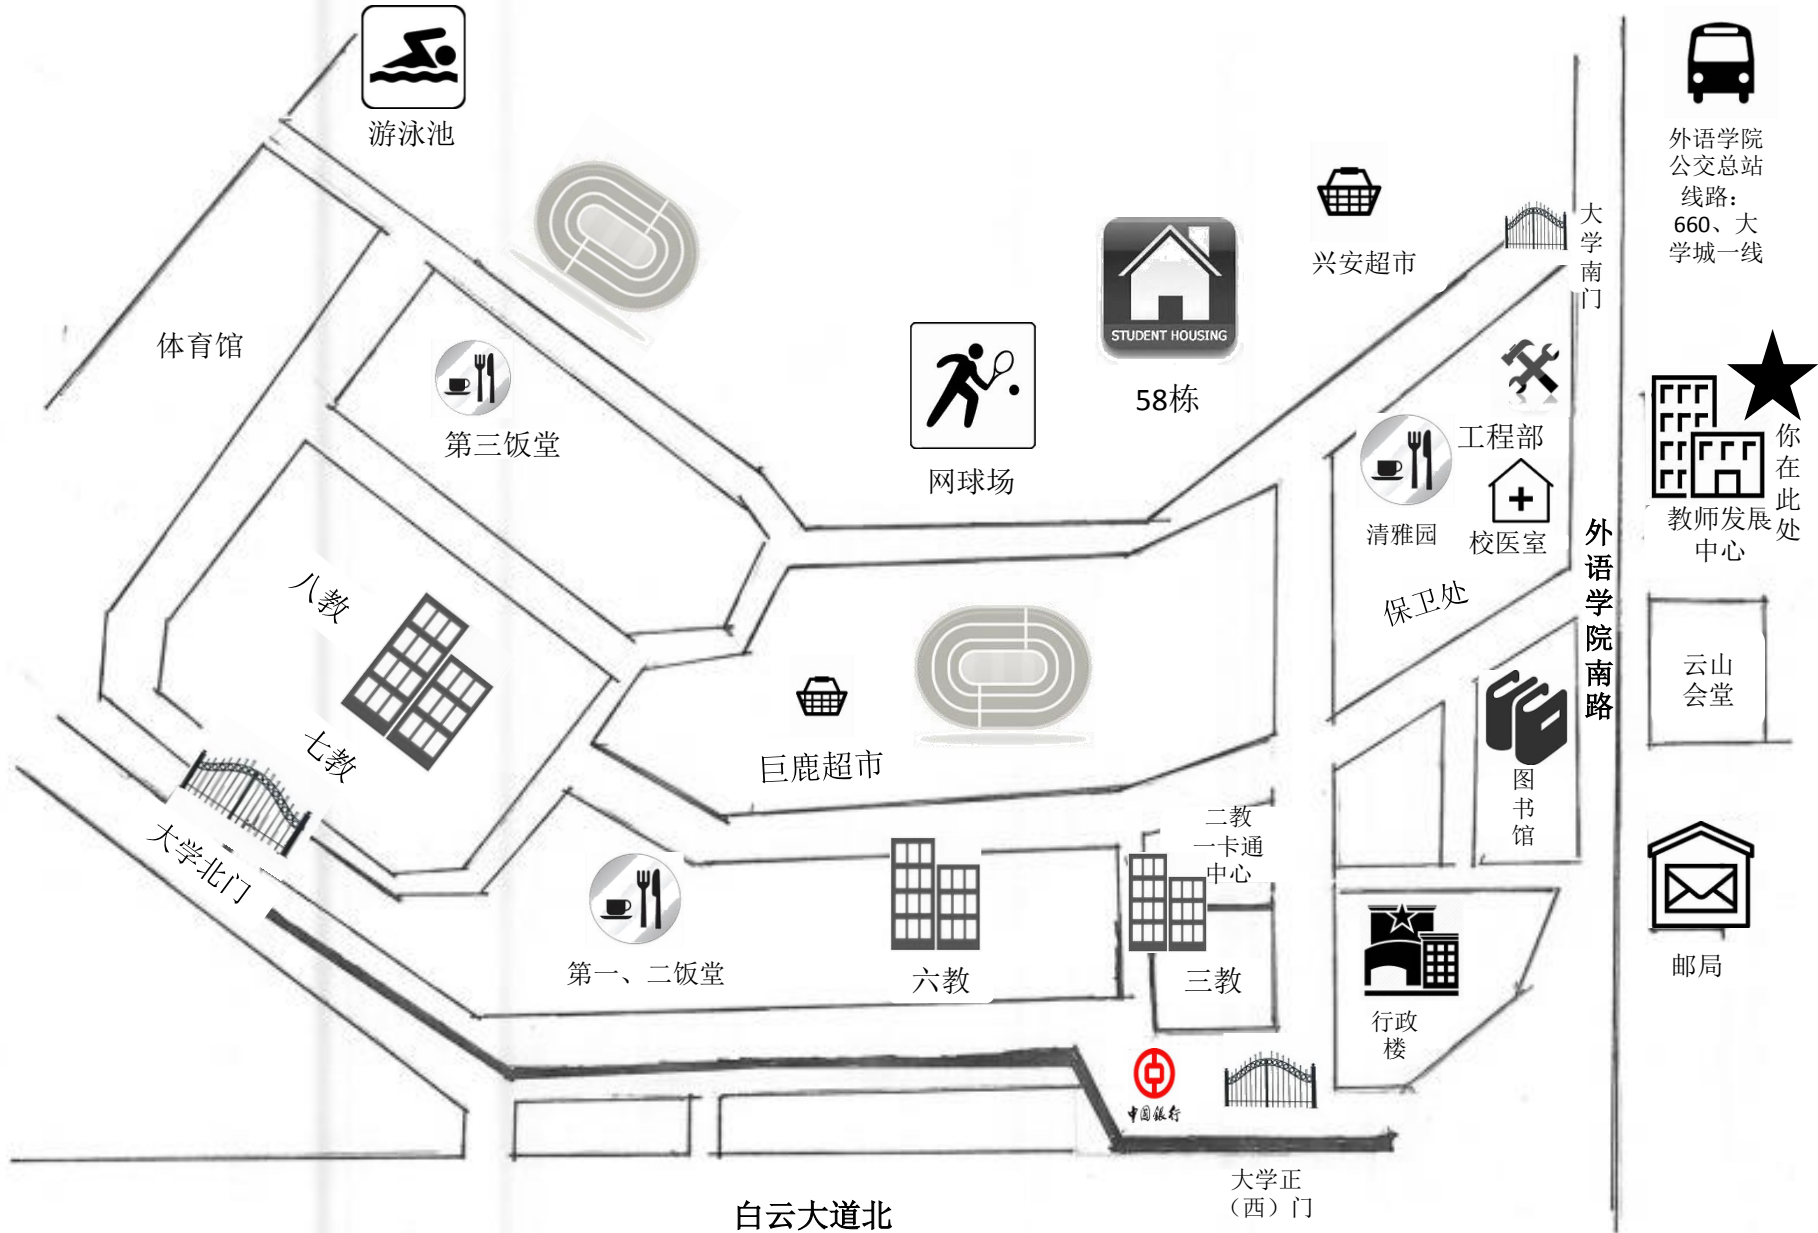 游泳池
外语学院
公交总站
线路：
660、大
学城一线
大学南门
兴安超市
STUDENT HOUSING
58栋
体育馆
第三饭堂
网球场
工程部
清雅园
校医室
保卫处
你在此处
教师发展
中心
外语学院南路
八教
七教
云山
会堂
巨鹿超市
图书馆
大学北门
二教
一卡通
中心
第一、二饭堂
六教
三教
邮局
行政
楼
中国银行
大学正
（西）门
白云大道北